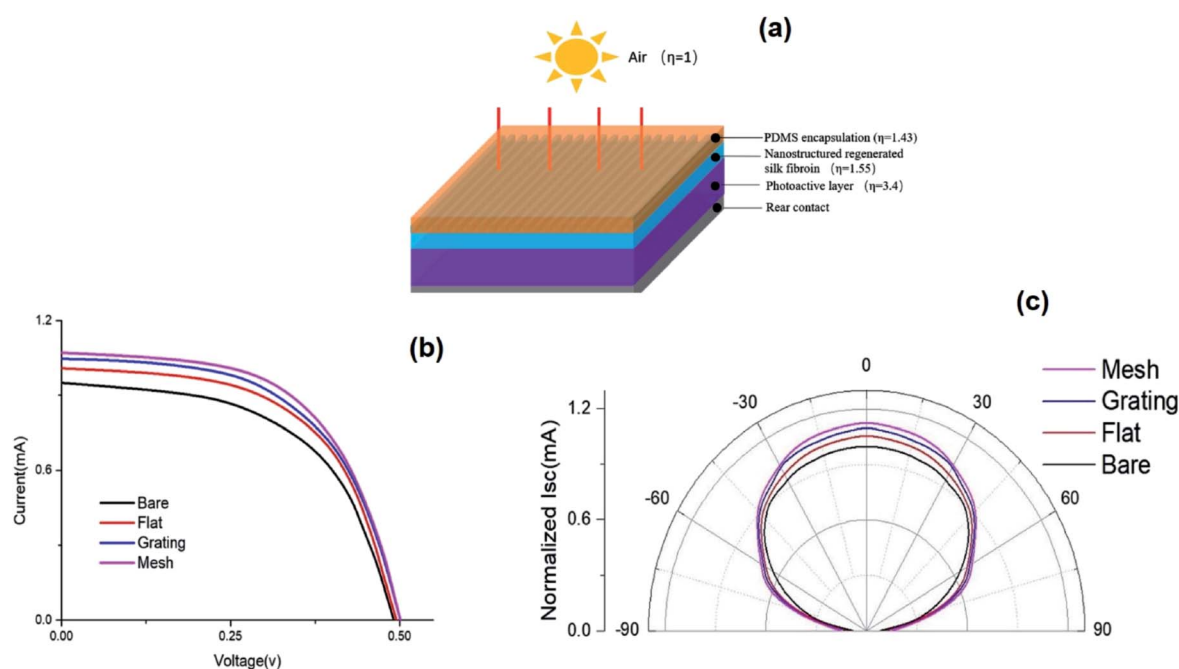 (a)
Air （η=1）
PDMS encapsulation (η=1.43)
Nanostructured regenerated
silk fibroin （η=1.55）
Photoactive layer （η=3.4）
Rear contact
(b)
1.2
0.6
0.0
Current(mA)
Bare
Flat
Grating
Mesh
0.00
0.25
0.50
Voltage(v)
(c)
Mesh
Grating
Flat
Bare
0
-30
30
-60
60
-90
90
1.2
0.6
0.0
Normalized Isc(mA)